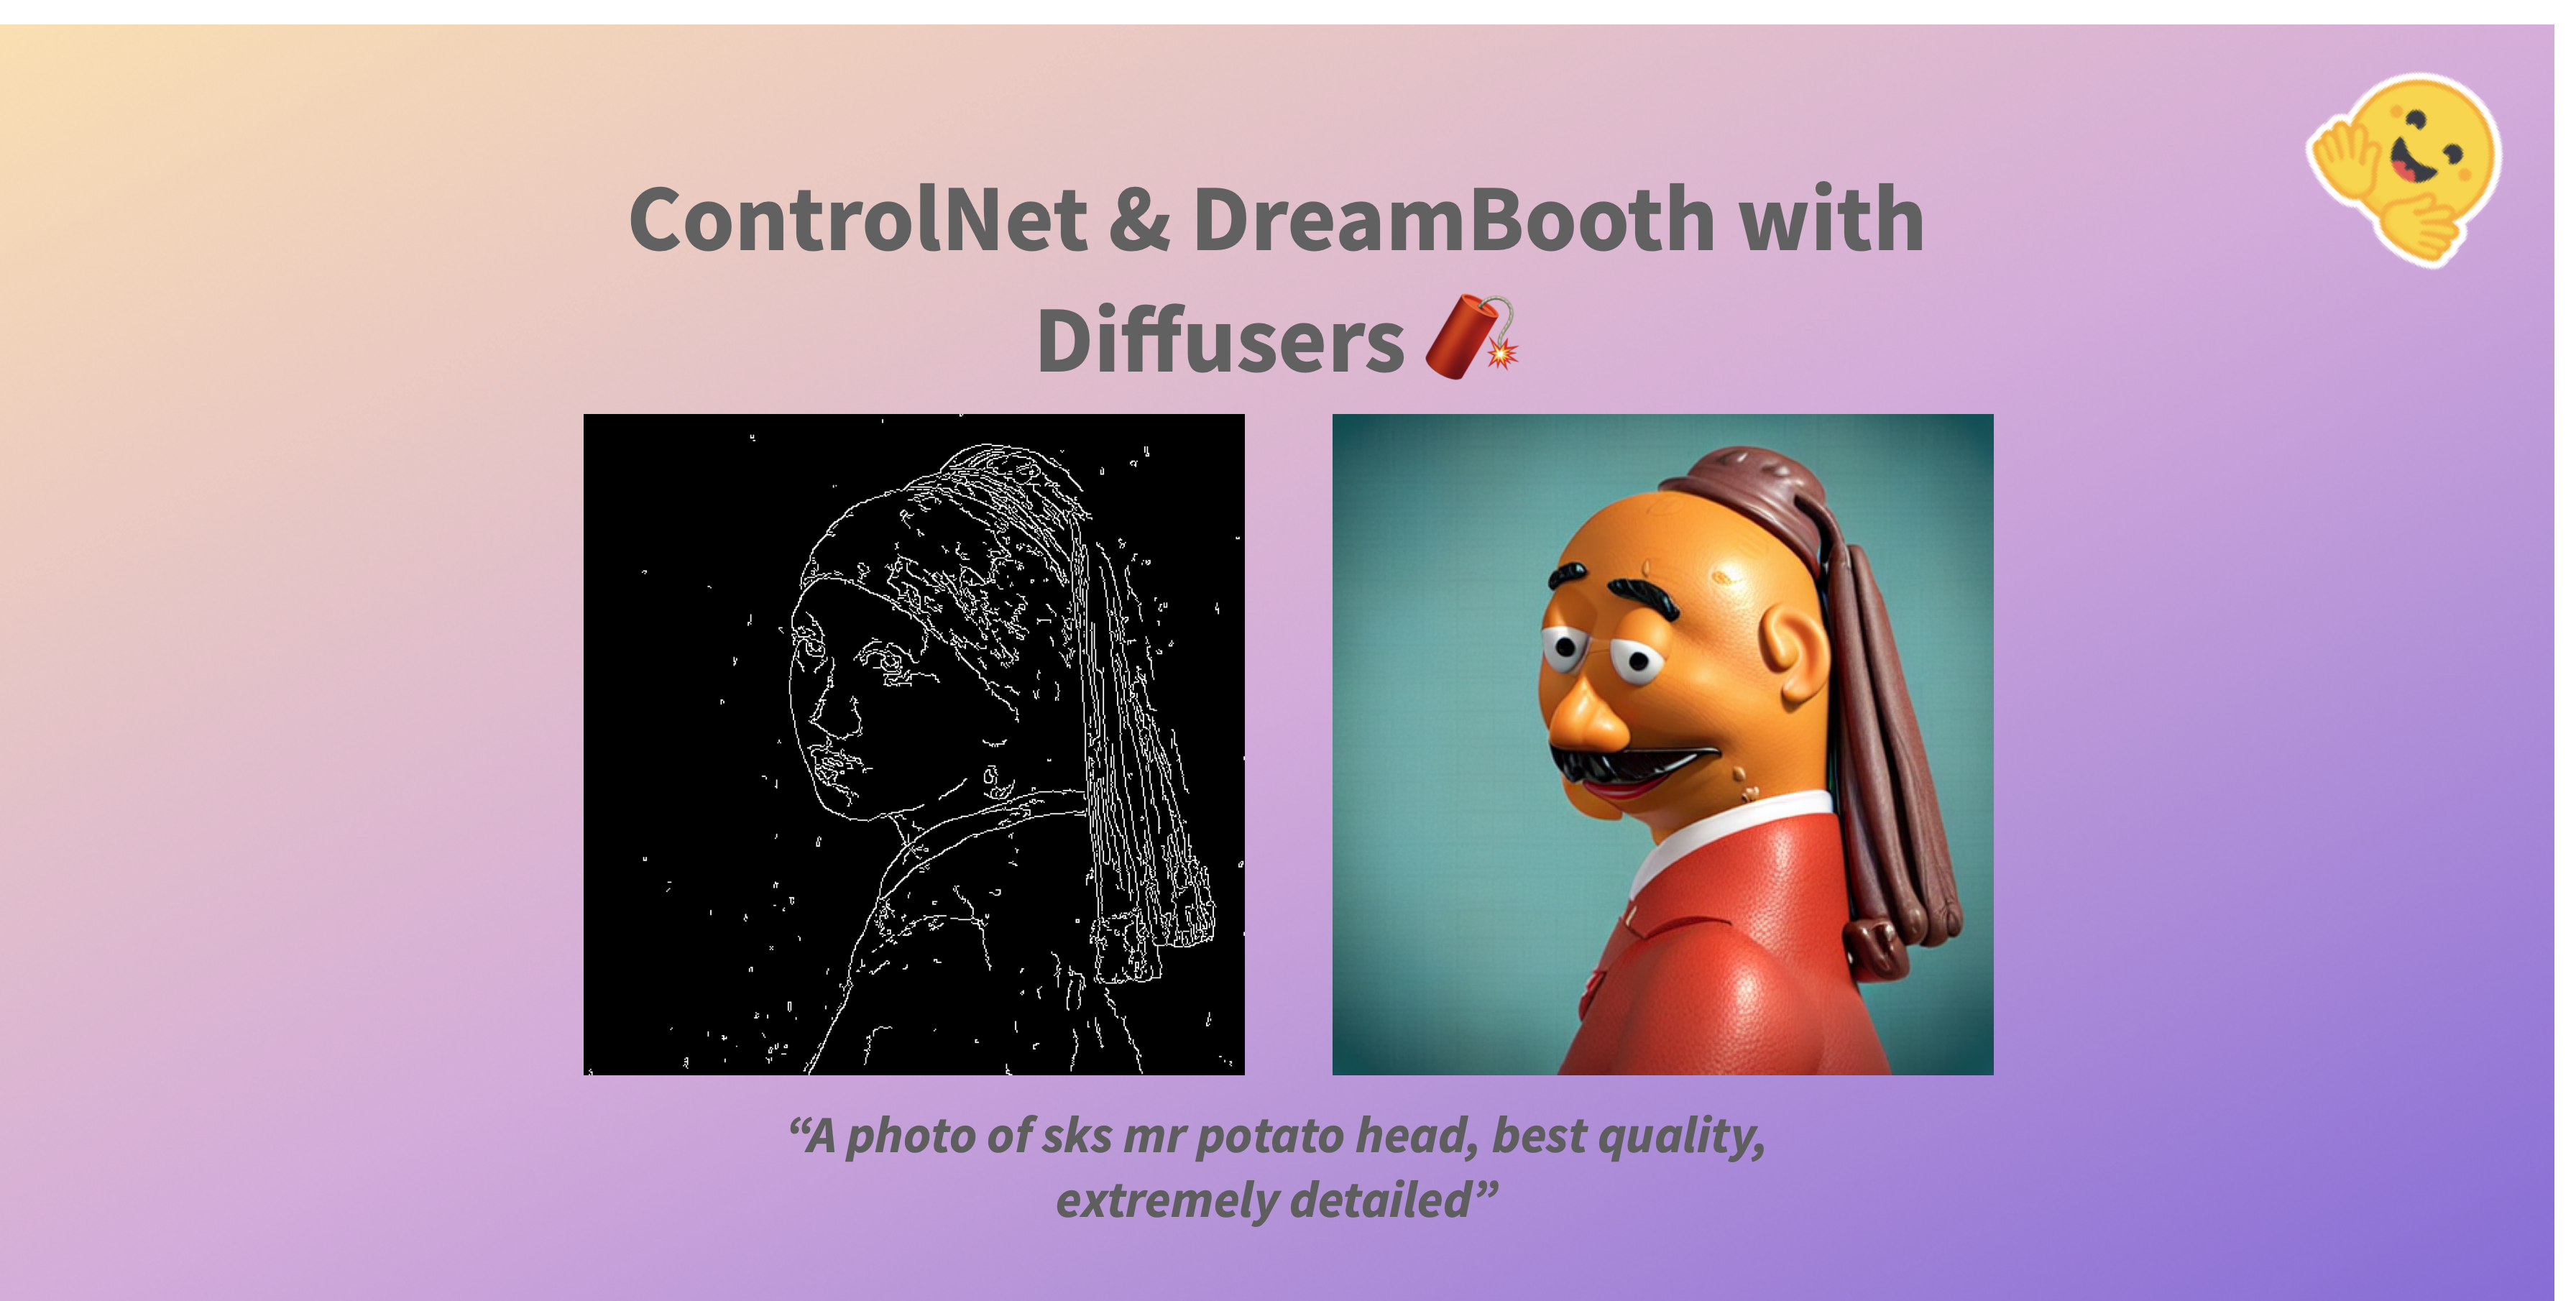 ControlNet & DreamBooth with
Diffusers 🧨
“A photo of sks mr potato head, best quality,
extremely detailed”